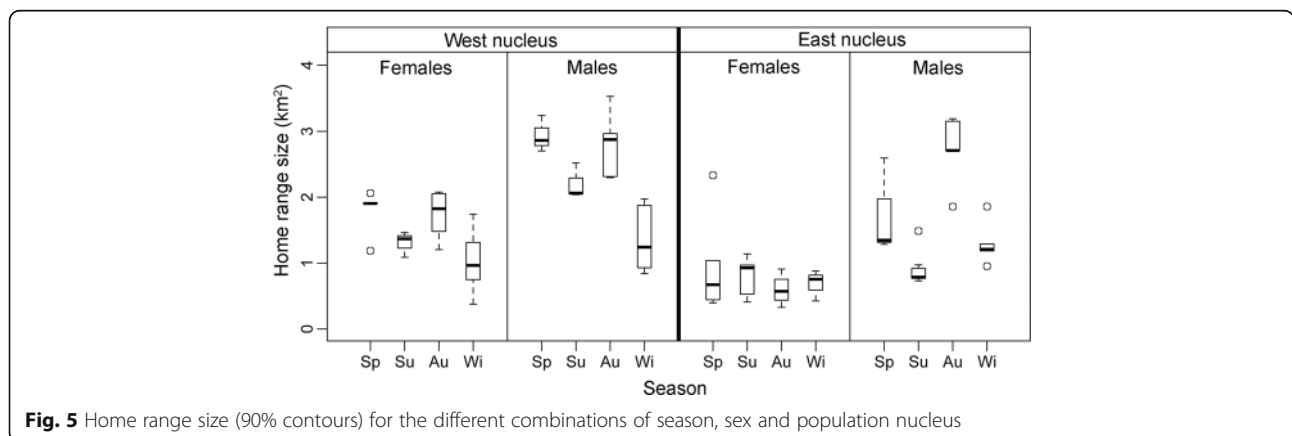 West nucleus East nucleus
Females Males Females Males
4
3
2
1
0
Home range size (km²)
Sp Su Au Wi Sp Su Au Wi Sp Su Au Wi Sp Su Au Wi
Season
Fig. 5 Home range size (90% contours) for the different combinations of season, sex and population nucleus